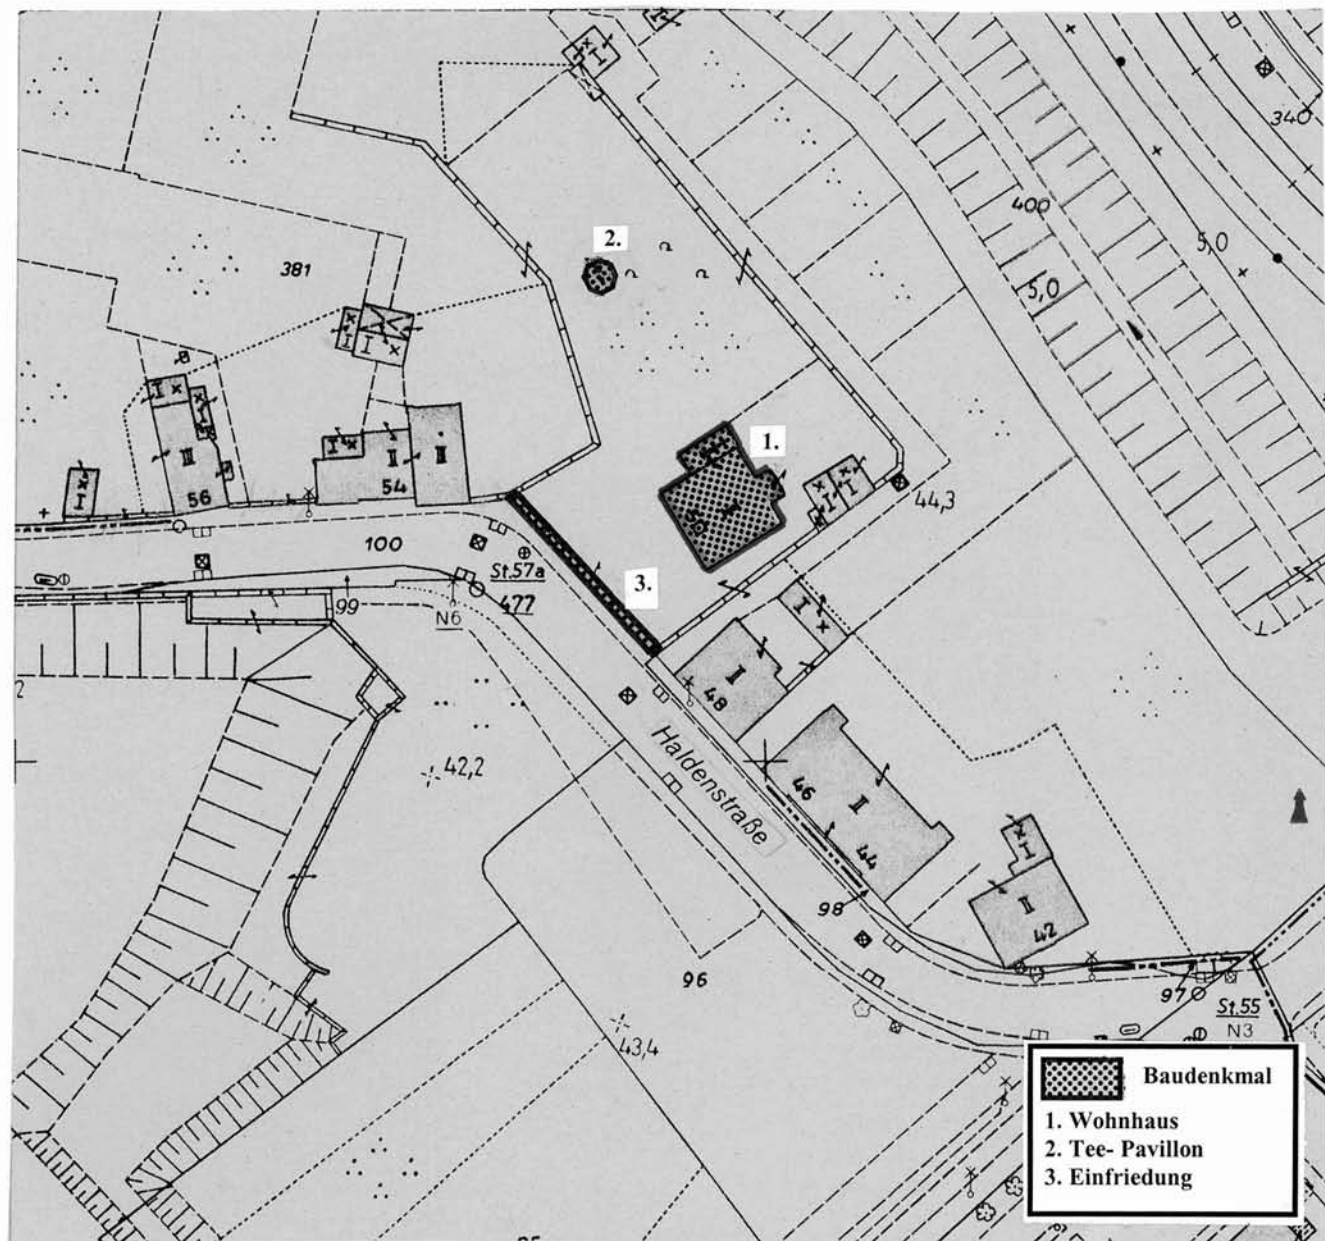 340
400
5,0
5,0
2.
381
I
I
I
I
III
56
I
II
54
II
1.
50
I
I
44,3
100
St.57a
477
99
N6
3.
I
II
48
42,2
Haldenstraße
46
II
44
98
I
II
42
96
97
St.55
N3
43,4
Baudenkmal
1. Wohnhaus
2. Tee- Pavillon
3. Einfriedung